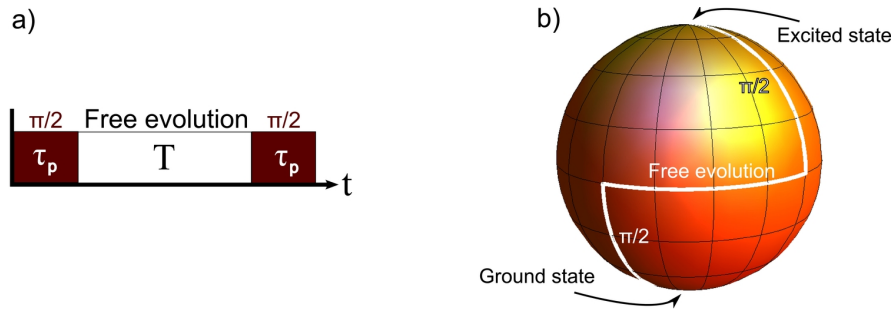 a)
π/2 Free evolution π/2
τp T τp
t
b)
Excited state
π/2
Free evolution
π/2
Ground state